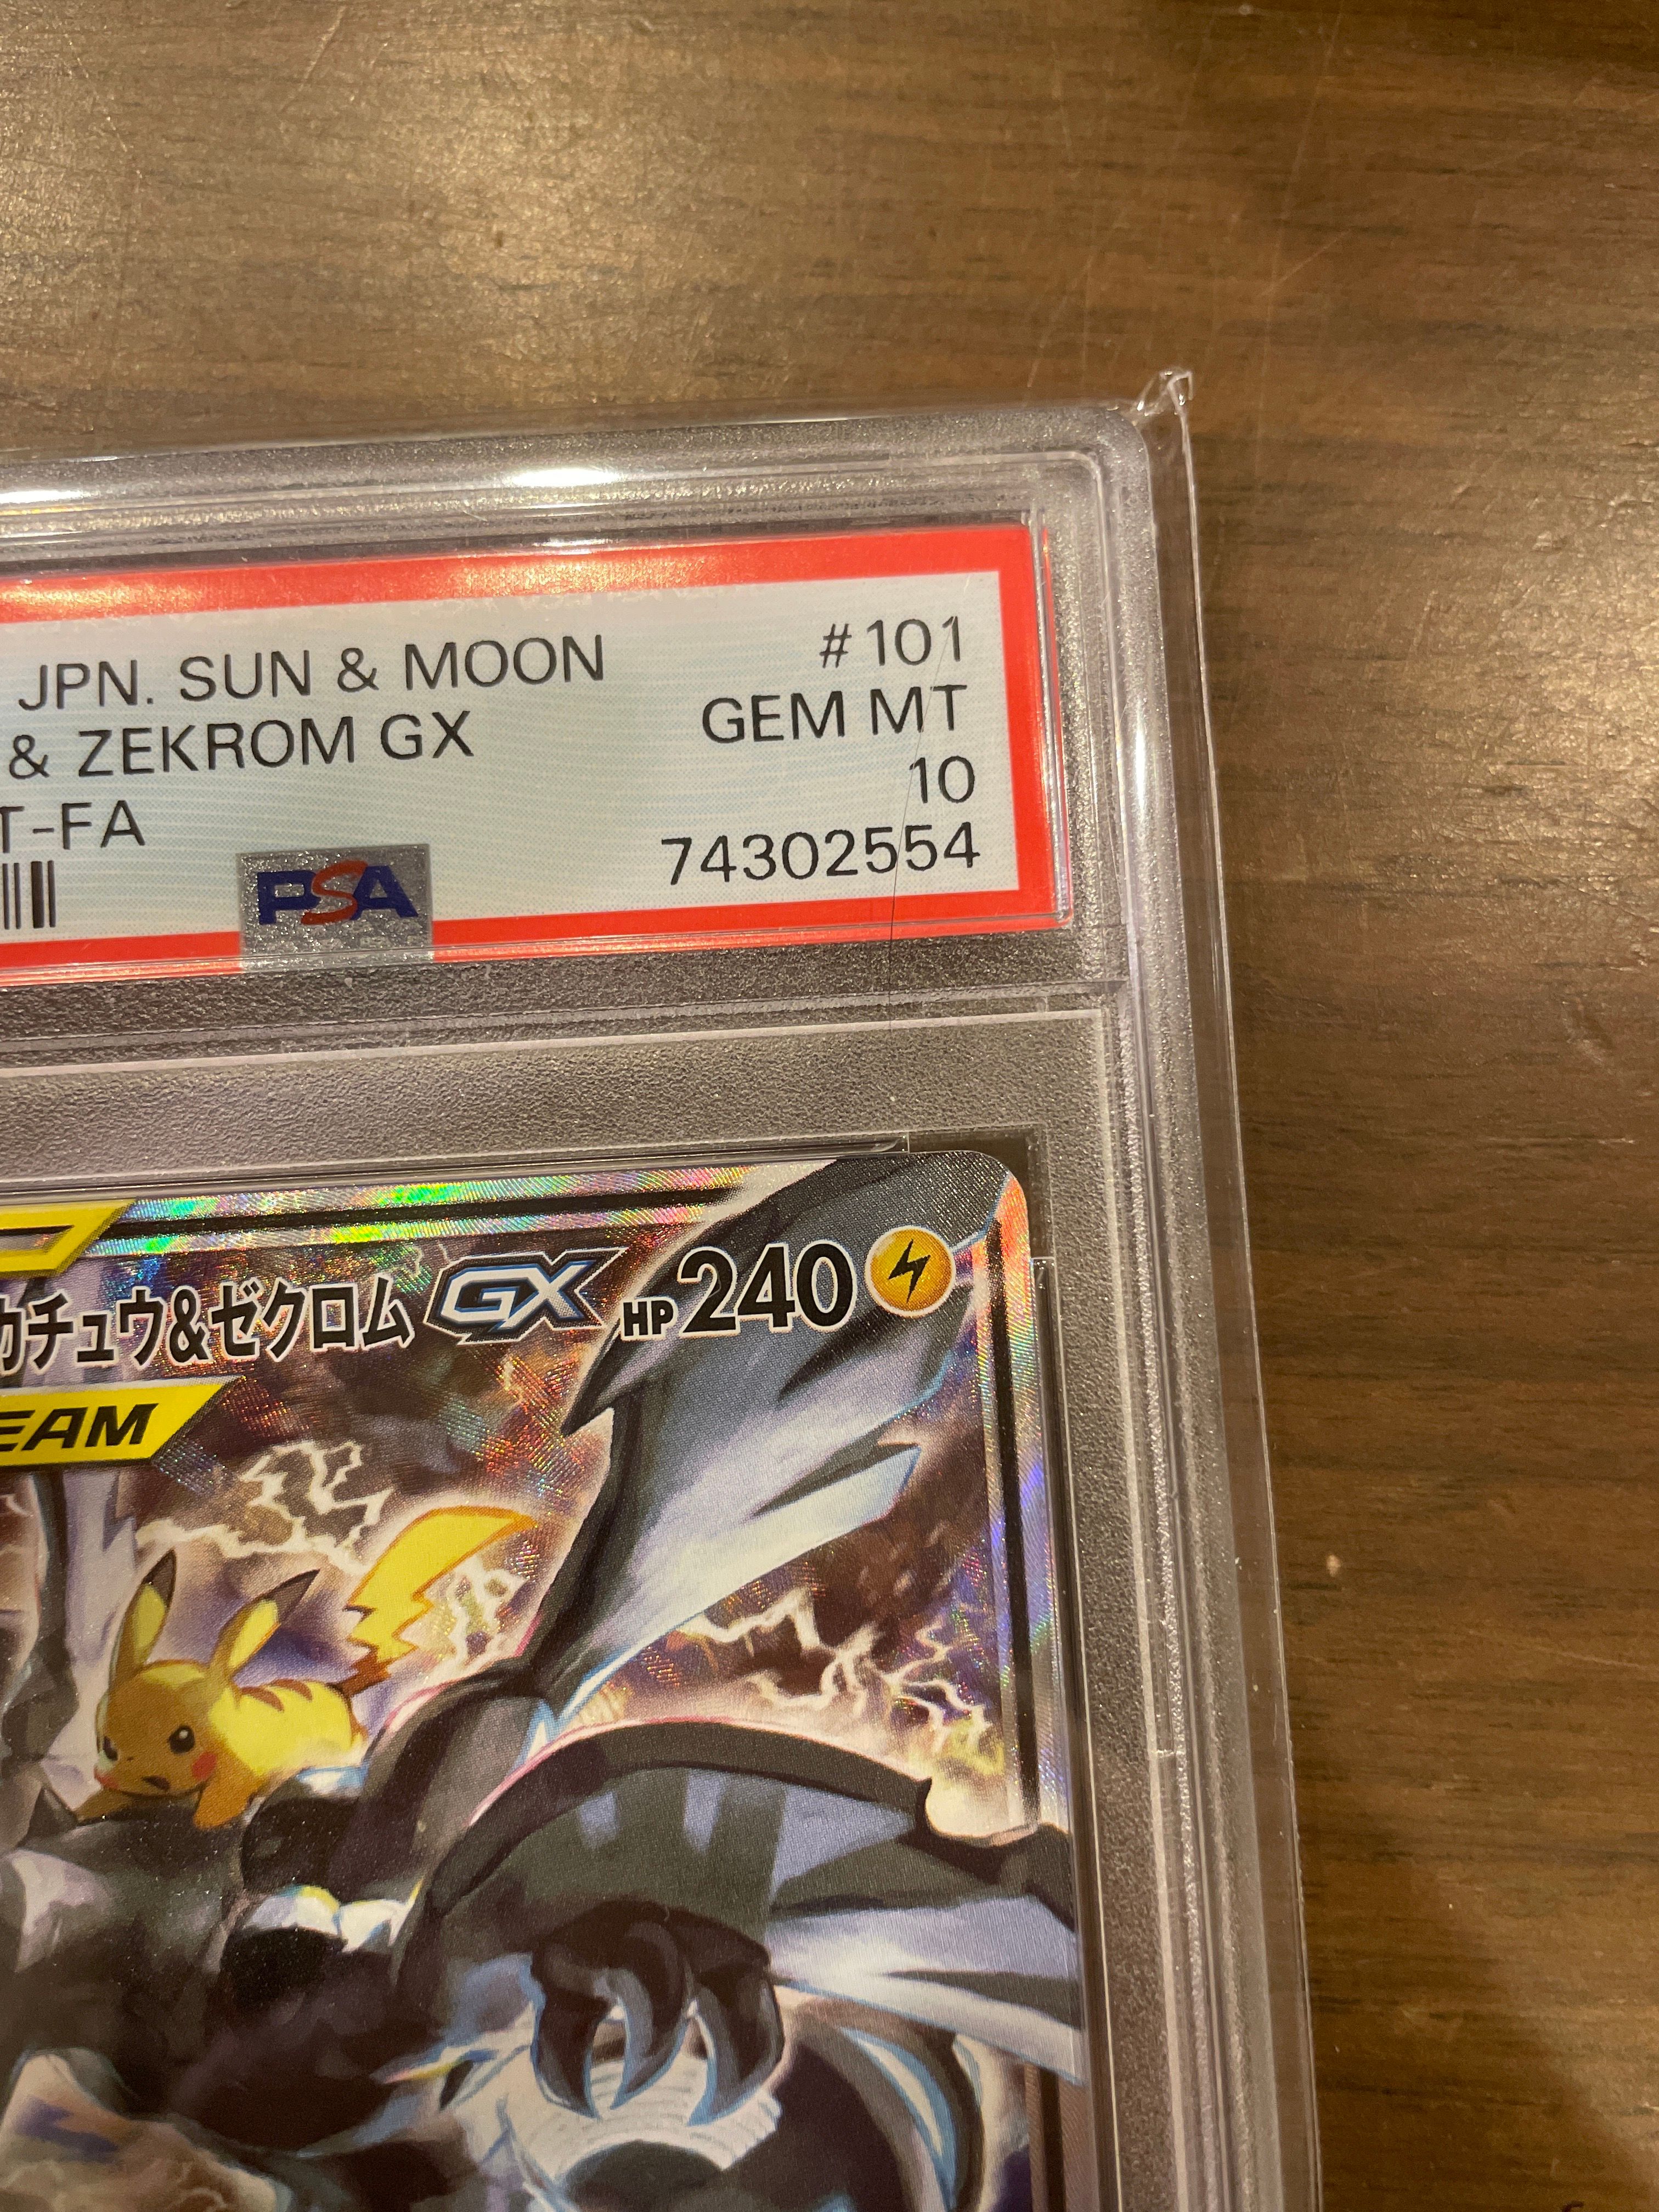 JPN. SUN & MOON #101
& ZEKROM GX GEM MT
T-FA 10
PSA 74302554
カチュウ&ゼクロム GX HP 240
EAM